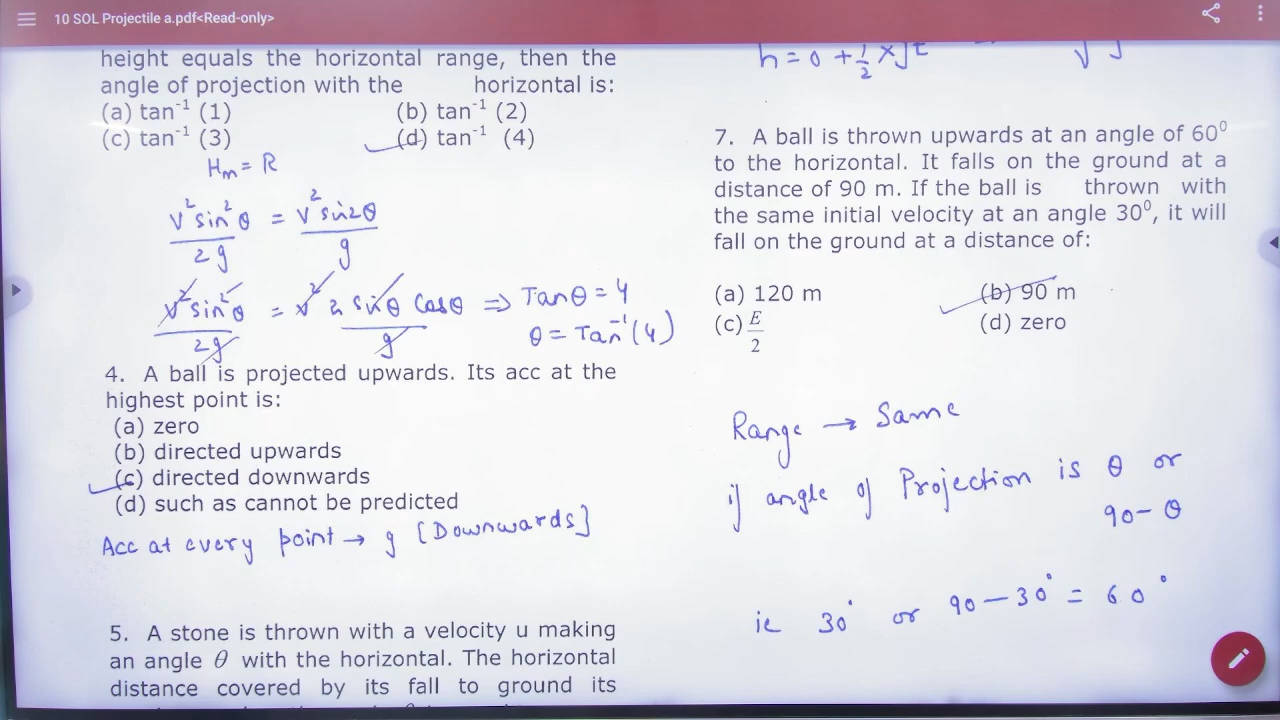 10 SOL Projectile a.pdf<Read-only>
height equals the horizontal range, then the
angle of projection with the horizontal is:
(a) tan⁻¹ (1) (b) tan⁻¹ (2)
(c) tan⁻¹ (3) (d) tan⁻¹ (4)
Hm = R
V² sin² θ / 2g = V² sin2θ / g
V² sin² θ / 2g = V² 2 sinθ Cosθ / g ⇒ Tanθ = 4
θ = Tan⁻¹(4)
4. A ball is projected upwards. Its acc at the
highest point is:
(a) zero
(b) directed upwards
(c) directed downwards
(d) such as cannot be predicted
Acc at every point → g [Downwards]
5. A stone is thrown with a velocity u making
an angle θ with the horizontal. The horizontal
distance covered by its fall to ground its
h = 0 + 1/2 × gt²
7. A ball is thrown upwards at an angle of 60⁰
to the horizontal. It falls on the ground at a
distance of 90 m. If the ball is thrown with
the same initial velocity at an angle 30⁰, it will
fall on the ground at a distance of:
(a) 120 m (b) 90 m
(c) E/2 (d) zero
Range → Same
if angle of Projection is θ or
90 - θ
ie 30° or 90 - 30° = 60°